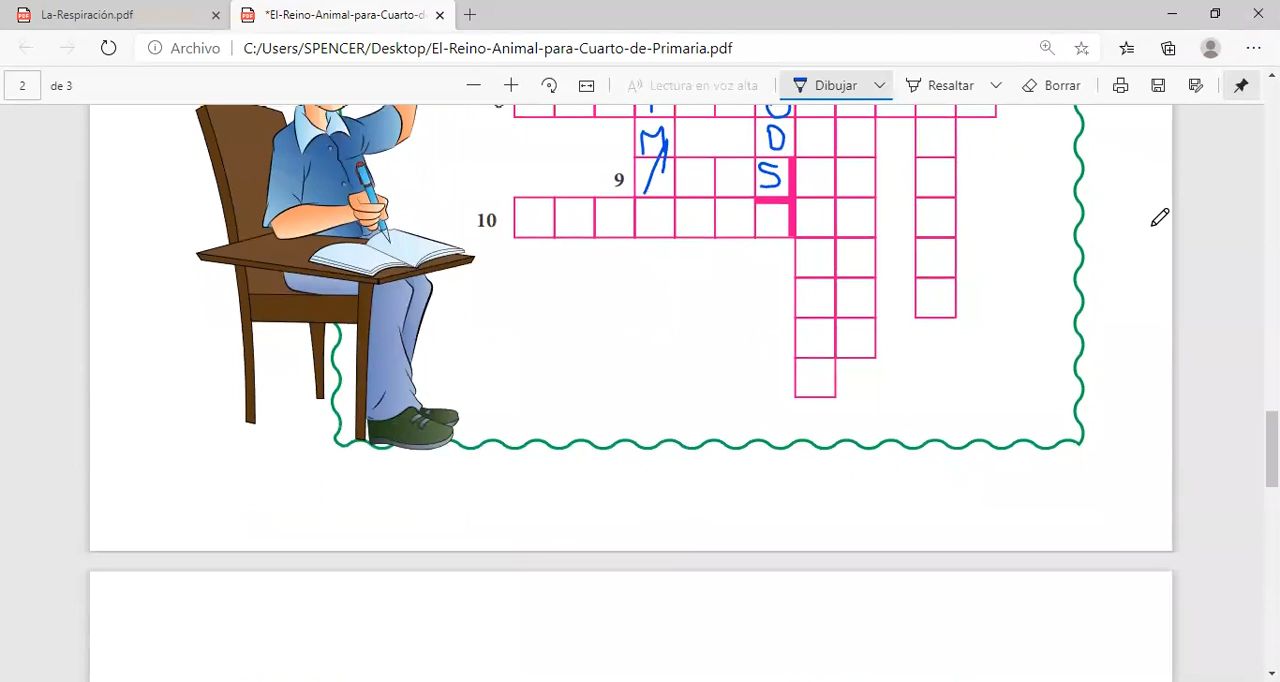 La-Respiración.pdf
*El-Reino-Animal-para-Cuarto-d
Archivo
C:/Users/SPENCER/Desktop/El-Reino-Animal-para-Cuarto-de-Primaria.pdf
2 de 3
Lectura en voz alta
Dibujar
Resaltar
Borrar
M D
9 S
10